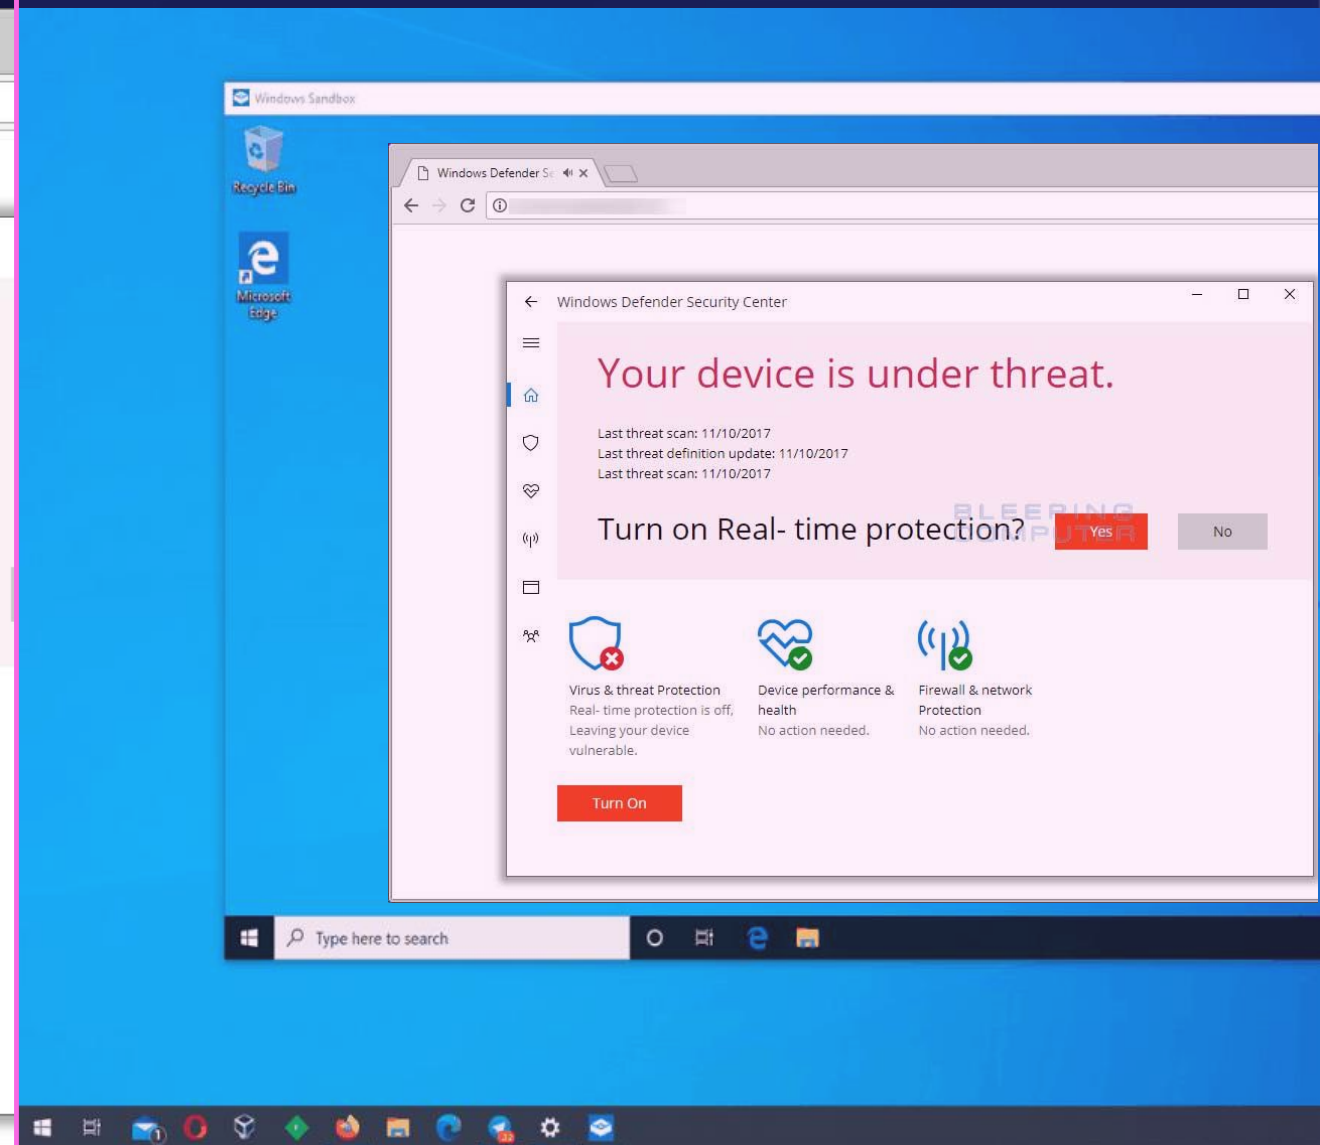 Windows Sandbox
Recycle Bin
Microsoft
Edge
Windows Defender Se
Windows Defender Security Center
Your device is under threat.
Last threat scan: 11/10/2017
Last threat definition update: 11/10/2017
Last threat scan: 11/10/2017
Turn on Real- time protection?
Yes
No
BLEEPING
COMPUTER
Virus & threat Protection
Real- time protection is off,
Leaving your device
vulnerable.
Device performance &
health
No action needed.
Firewall & network
Protection
No action needed.
Turn On
Type here to search
1